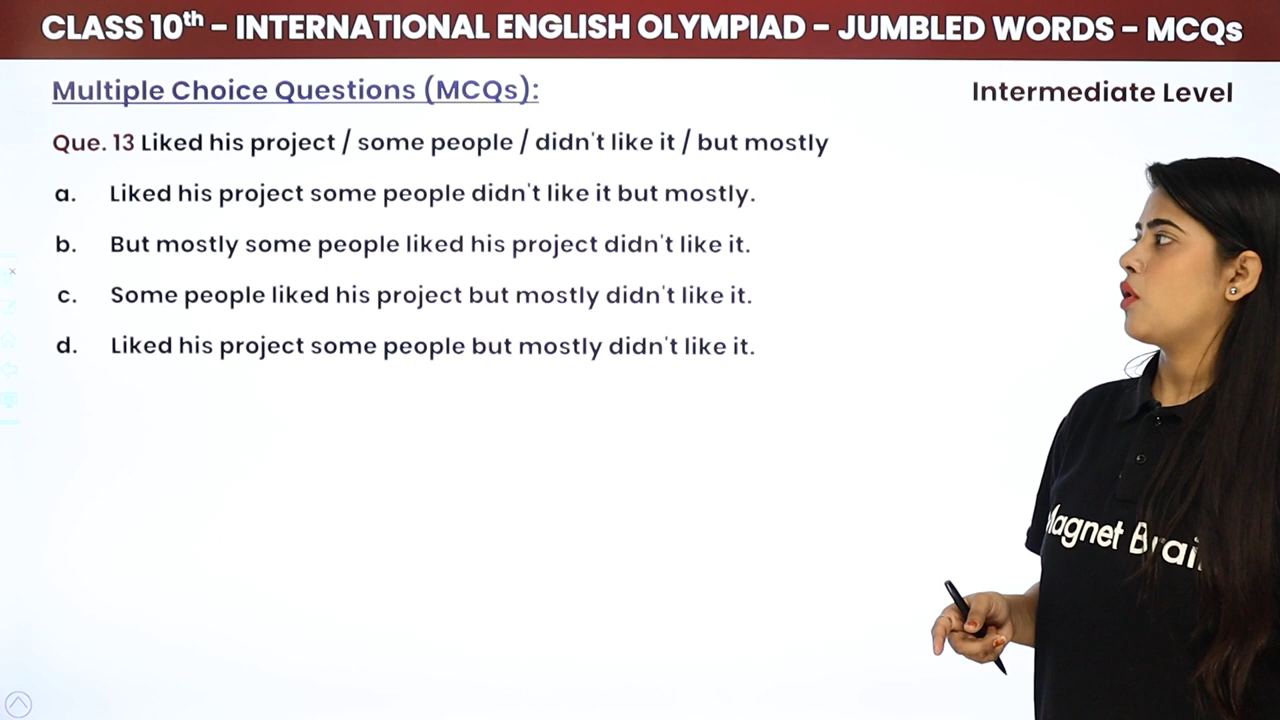 CLASS 10th – INTERNATIONAL ENGLISH OLYMPIAD – JUMBLED WORDS – MCQs
Multiple Choice Questions (MCQs):
Intermediate Level
Que. 13 Liked his project / some people / didn't like it / but mostly
a. Liked his project some people didn't like it but mostly.
b. But mostly some people liked his project didn't like it.
c. Some people liked his project but mostly didn't like it.
d. Liked his project some people but mostly didn't like it.
Magnet Brai